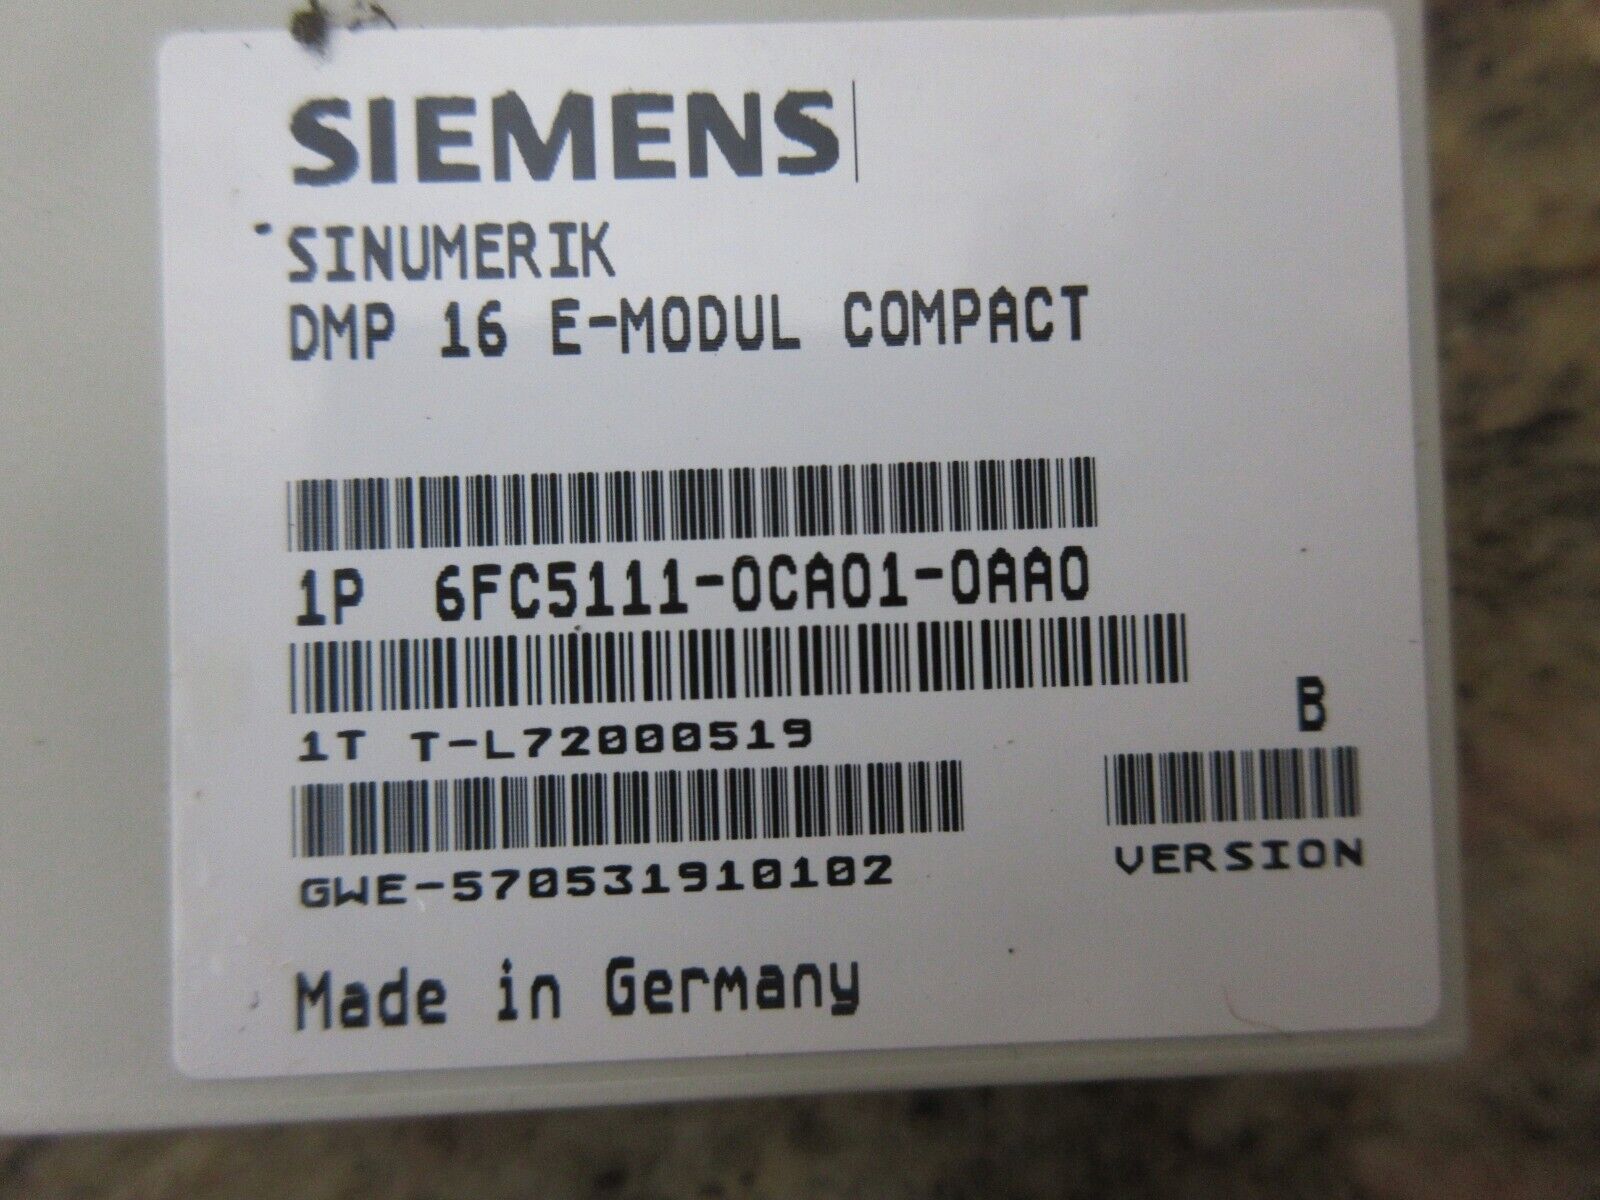 SIEMENS
SINUMERIK
DMP 16 E-MODUL COMPACT
1P 6FC5111-0CA01-0AA0
1T T-L72000519
B
GWE-570531910102
VERSION
Made in Germany